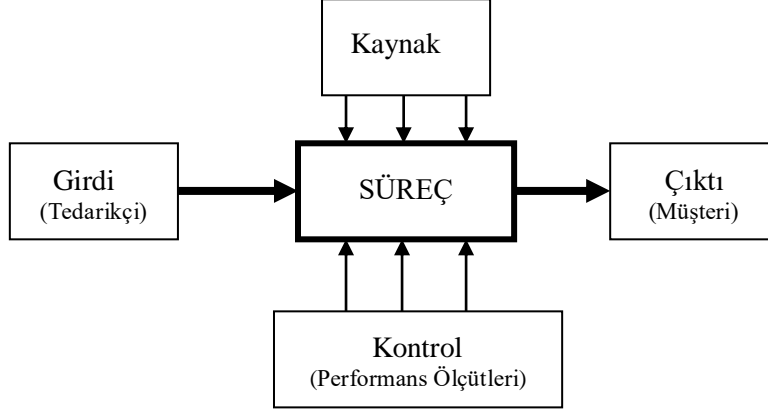 Kaynak
Girdi
(Tedarikçi)
SÜREÇ
Çıktı
(Müşteri)
Kontrol
(Performans Ölçütleri)